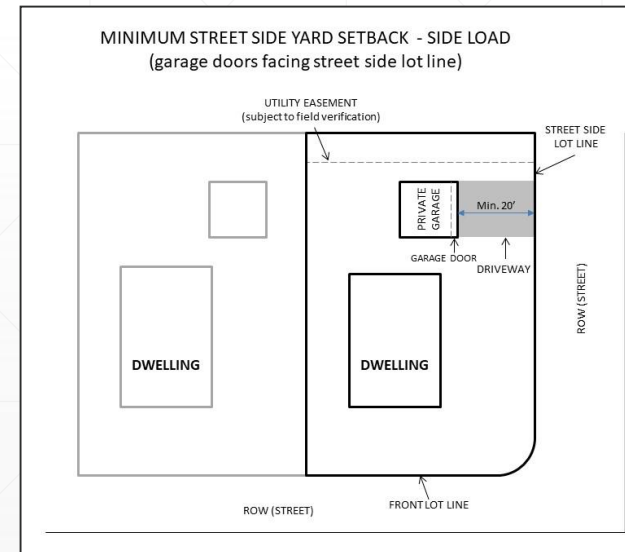 MINIMUM STREET SIDE YARD SETBACK - SIDE LOAD
(garage doors facing street side lot line)
UTILITY EASEMENT
(subject to field verification)
STREET SIDE
LOT LINE
PRIVATE
GARAGE
Min. 20'
GARAGE DOOR
DRIVEWAY
ROW (STREET)
DWELLING
DWELLING
ROW (STREET)
FRONT LOT LINE